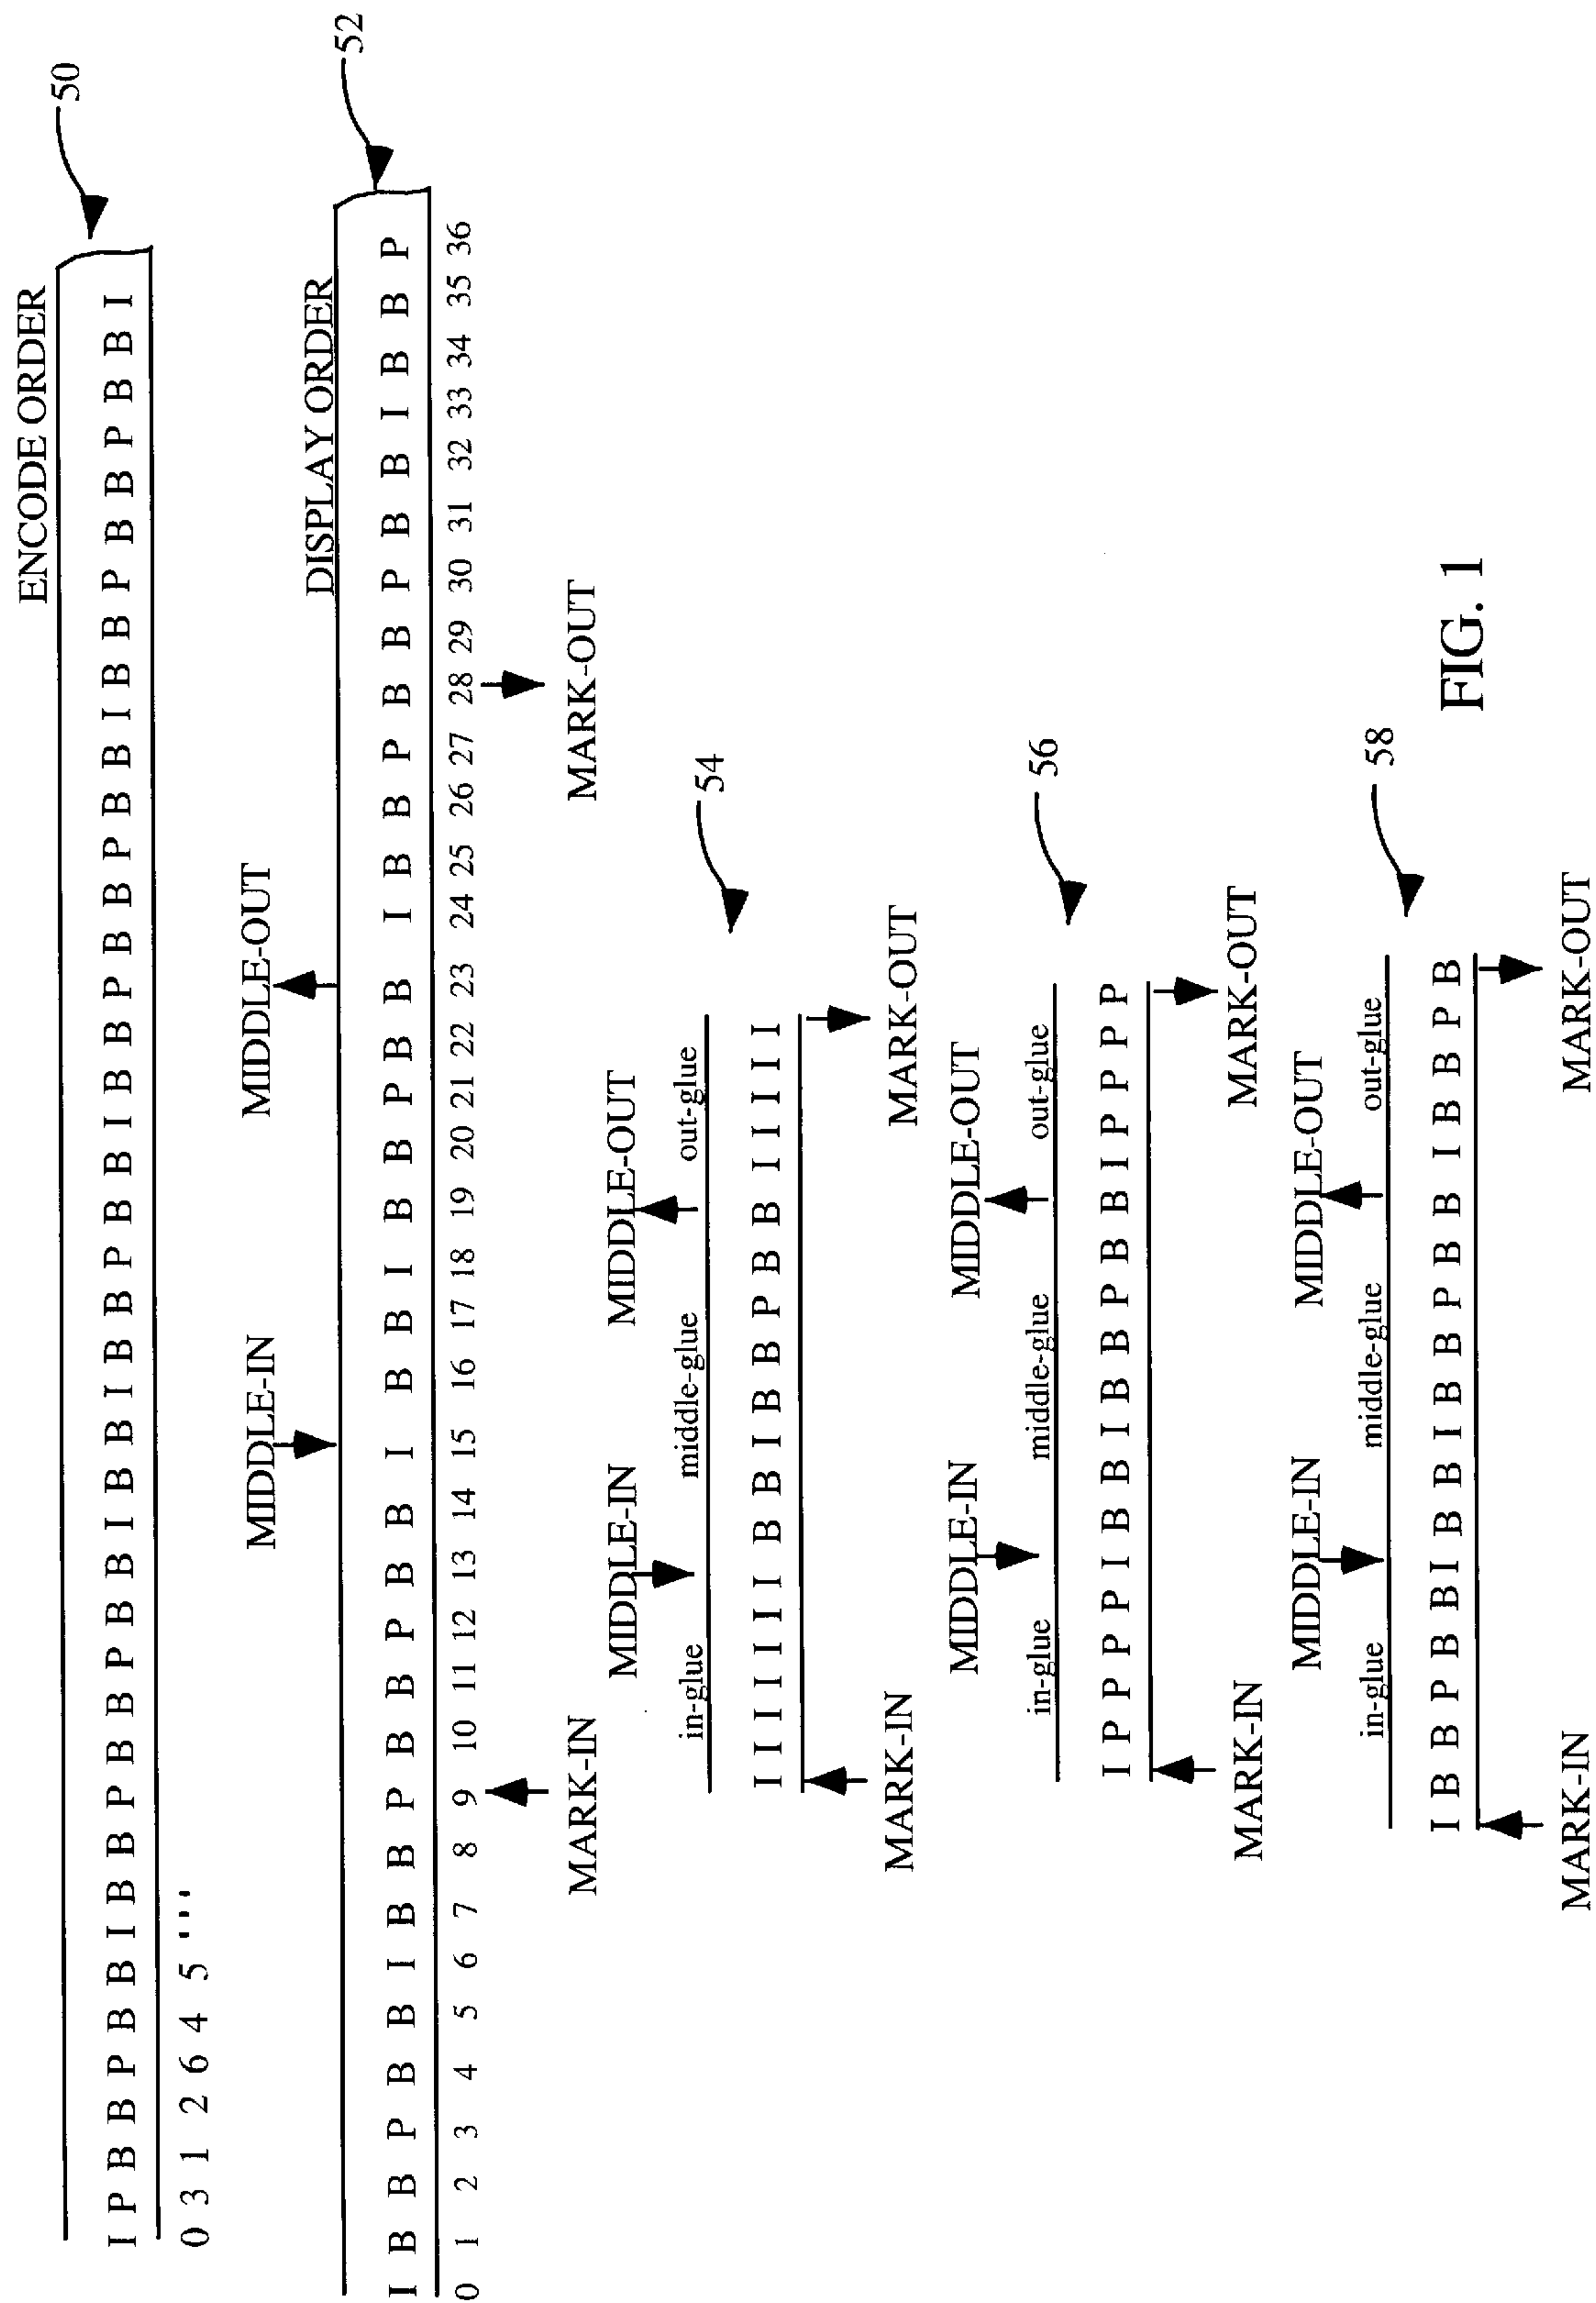 ENCODE ORDER
50
I P B B P B B I B B P B B P B B I B B I B B P B B I B B P B B P B B I B B P B B P B B I
0 3 1 2 6 4 5 ...
MIDDLE-IN
MIDDLE-OUT
DISPLAY ORDER
52
I B B P B B I B B P B B P B B I B B I B B P B B I B B P B B P B B I B B P
0 1 2 3 4 5 6 7 8 9 10 11 12 13 14 15 16 17 18 19 20 21 22 23 24 25 26 27 28 29 30 31 32 33 34 35 36
MARK-IN
MARK-OUT
MIDDLE-IN
MIDDLE-OUT
54
in-glue middle-glue out-glue
I I I I I I I B B I B B P B B I I I I I
MARK-IN
MARK-OUT
MIDDLE-IN
MIDDLE-OUT
56
in-glue middle-glue out-glue
I P P P P I B B I B B P B B I P P P P
MARK-IN
MARK-OUT
MIDDLE-IN
MIDDLE-OUT
58
in-glue middle-glue out-glue
I B B P B B I B B I B B P B B I B B P B
MARK-IN
MARK-OUT
FIG. 1